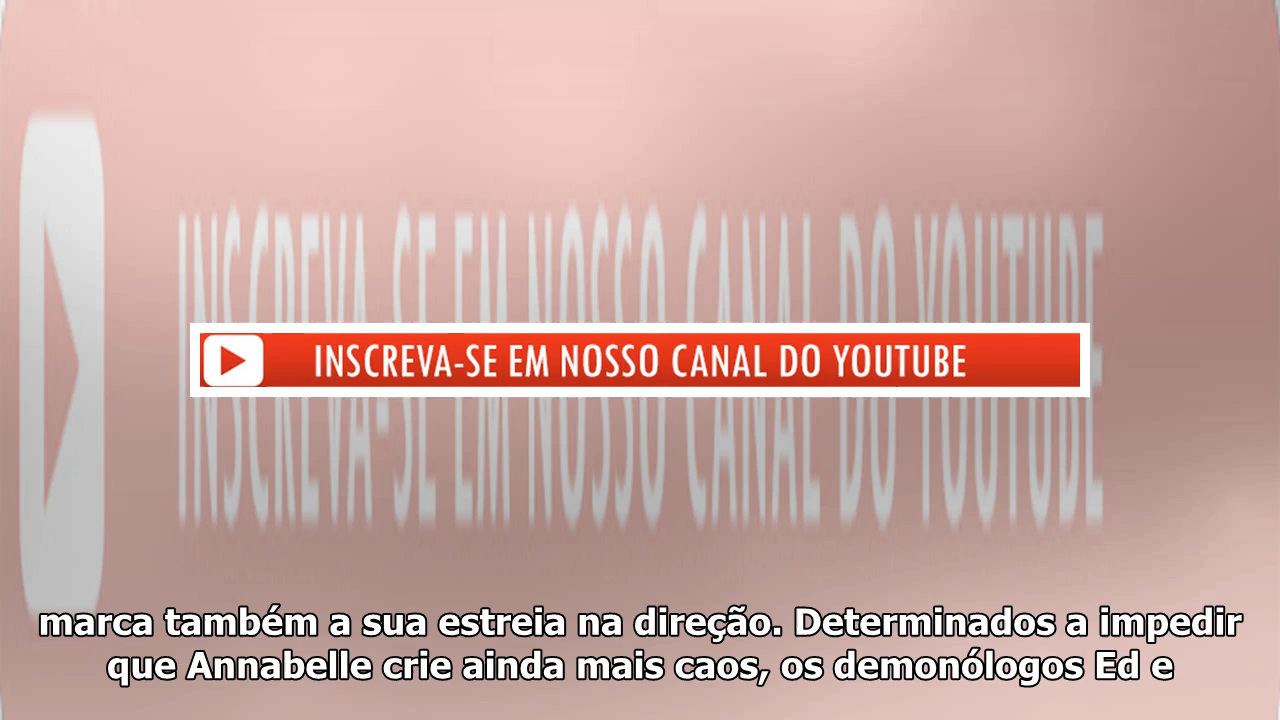 INSCREVA-SE EM NOSSO CANAL DO YOUTUBE
INSCREVA-SE EM NOSSO CANAL DO YOUTUBE
marca também a sua estreia na direção. Determinados a impedir
que Annabelle crie ainda mais caos, os demonólogos Ed e